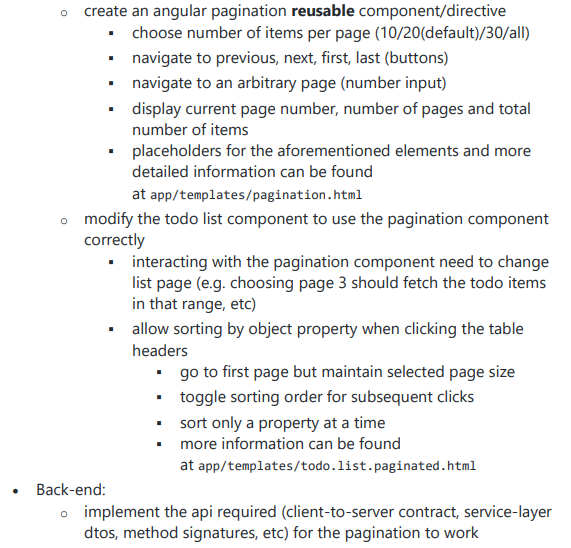 ○ create an angular pagination reusable component/directive
▪ choose number of items per page (10/20(default)/30/all)
▪ navigate to previous, next, first, last (buttons)
▪ navigate to an arbitrary page (number input)
▪ display current page number, number of pages and total
number of items
▪ placeholders for the aforementioned elements and more
detailed information can be found
at app/templates/pagination.html
○ modify the todo list component to use the pagination component
correctly
▪ interacting with the pagination component need to change
list page (e.g. choosing page 3 should fetch the todo items
in that range, etc)
▪ allow sorting by object property when clicking the table
headers
▪ go to first page but maintain selected page size
▪ toggle sorting order for subsequent clicks
▪ sort only a property at a time
▪ more information can be found
at app/templates/todo.list.paginated.html
• Back-end:
○ implement the api required (client-to-server contract, service-layer
dtos, method signatures, etc) for the pagination to work